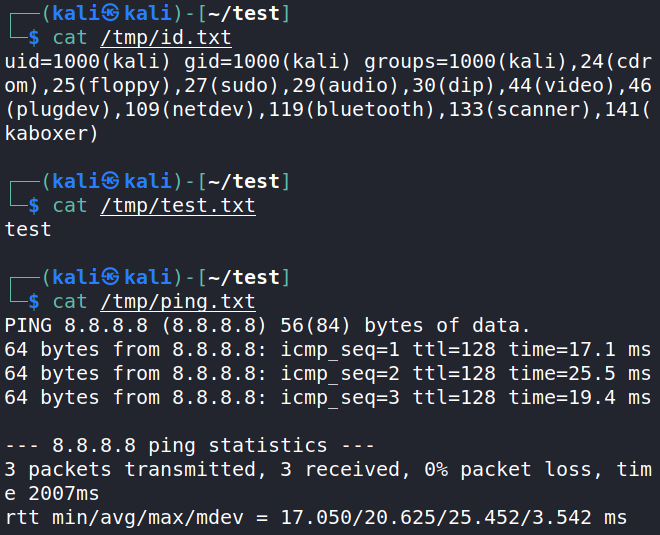 ┌──(kali㉿kali)-[~/test]
└─$ cat /tmp/id.txt
uid=1000(kali) gid=1000(kali) groups=1000(kali),24(cdr
om),25(floppy),27(sudo),29(audio),30(dip),44(video),46
(plugdev),109(netdev),119(bluetooth),133(scanner),141(
kaboxer)
┌──(kali㉿kali)-[~/test]
└─$ cat /tmp/test.txt
test
┌──(kali㉿kali)-[~/test]
└─$ cat /tmp/ping.txt
PING 8.8.8.8 (8.8.8.8) 56(84) bytes of data.
64 bytes from 8.8.8.8: icmp_seq=1 ttl=128 time=17.1 ms
64 bytes from 8.8.8.8: icmp_seq=2 ttl=128 time=25.5 ms
64 bytes from 8.8.8.8: icmp_seq=3 ttl=128 time=19.4 ms
--- 8.8.8.8 ping statistics ---
3 packets transmitted, 3 received, 0% packet loss, tim
e 2007ms
rtt min/avg/max/mdev = 17.050/20.625/25.452/3.542 ms